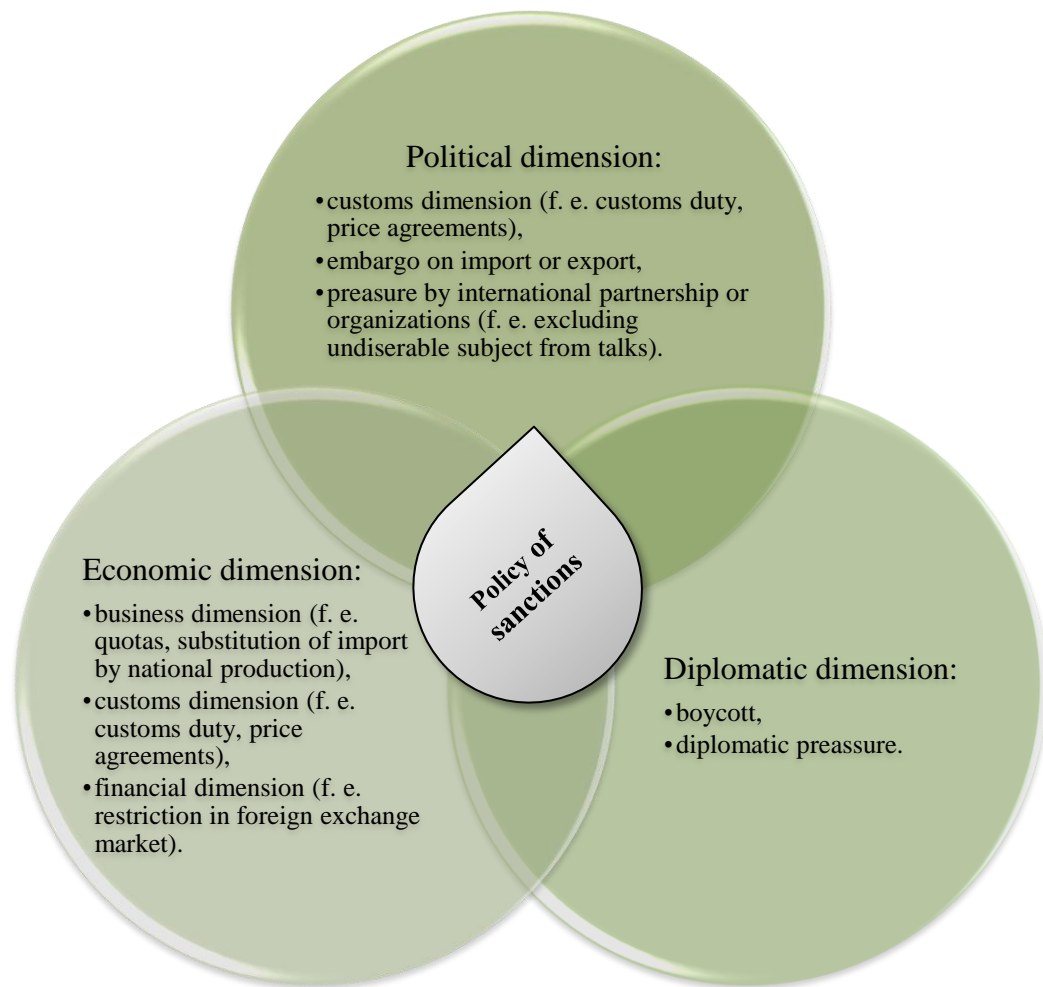 Political dimension:
•customs dimension (f. e. customs duty,
price agreements),
•embargo on import or export,
•preasure by international partnership or
organizations (f. e. excluding
undiserable subject from talks).
Policy of
sanctions
Economic dimension:
•business dimension (f. e.
quotas, substitution of import
by national production),
•customs dimension (f. e.
customs duty, price
agreements),
•financial dimension (f. e.
restriction in foreign exchange
market).
Diplomatic dimension:
•boycott,
•diplomatic preassure.